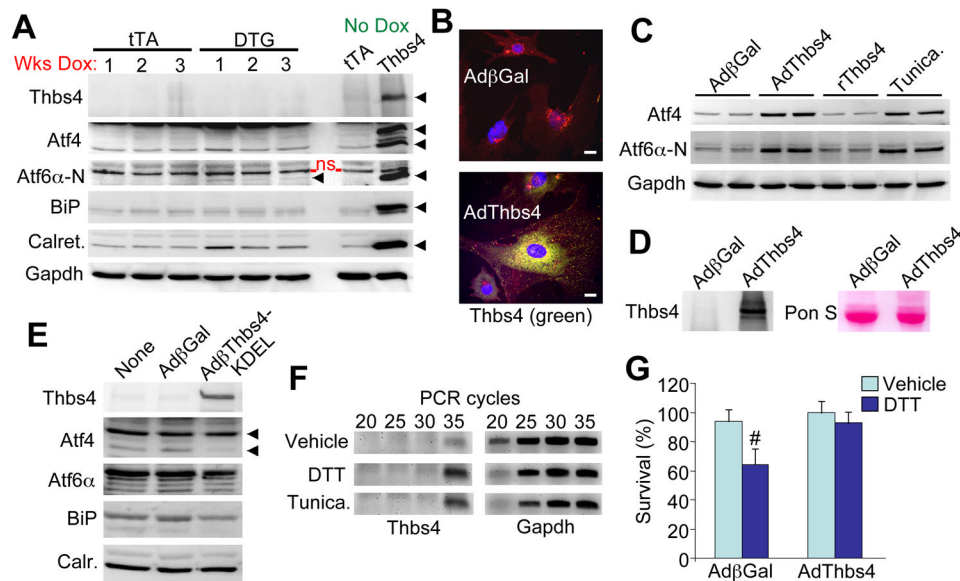 A
tTA
DTG
No Dox
Wks Dox: 1 2 3 1 2 3 tTA Thbs4
Thbs4
Atf4
Atf6α-N
ns
BiP
Calret.
Gapdh
B
AdβGal
AdThbs4
Thbs4 (green)
C
AdβGal AdThbs4 rThbs4 Tunica.
Atf4
Atf6α-N
Gapdh
D
AdβGal AdThbs4 AdβGal AdThbs4
Thbs4 Pon S
E
None AdβGal AdβThbs4-
KDEL
Thbs4
Atf4
Atf6α
BiP
Calr.
F
PCR cycles
20 25 30 35 20 25 30 35
Vehicle
DTT
Tunica.
Thbs4 Gapdh
G
Vehicle
DTT
Survival (%)
120
100
80
60
40
20
0
#
AdβGal AdThbs4